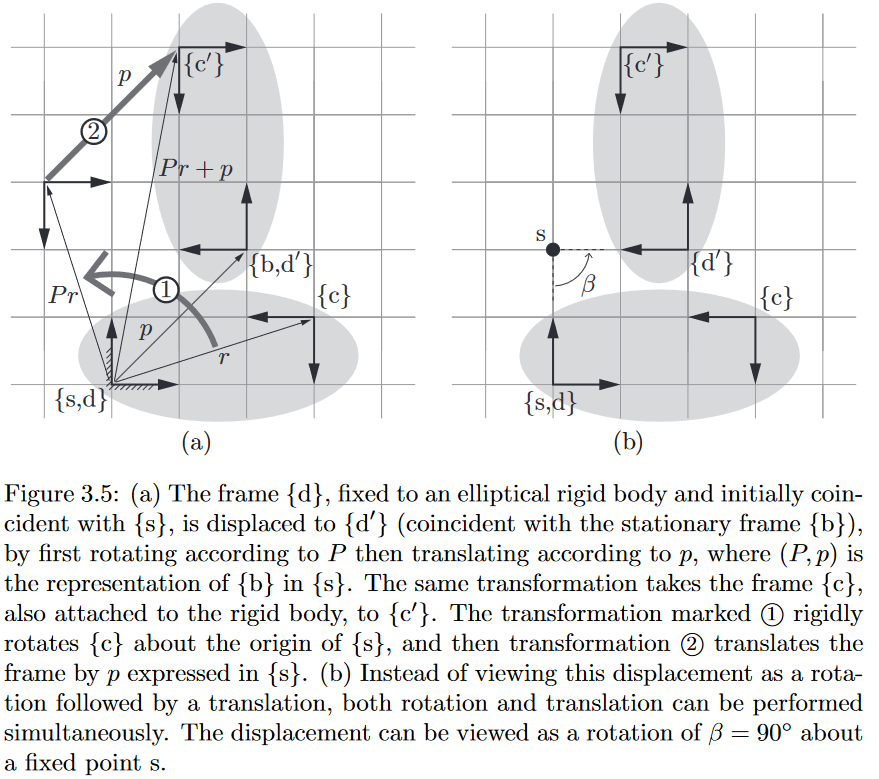 p
{c′}
{c′}
②
Pr + p
s
{b,d′}
{d′}
β
Pr
①
{c}
{c}
p
r
{s,d}
{s,d}
(a)
(b)
Figure 3.5: (a) The frame {d}, fixed to an elliptical rigid body and initially coin-
cident with {s}, is displaced to {d′} (coincident with the stationary frame {b}),
by first rotating according to P then translating according to p, where (P, p) is
the representation of {b} in {s}. The same transformation takes the frame {c},
also attached to the rigid body, to {c′}. The transformation marked ① rigidly
rotates {c} about the origin of {s}, and then transformation ② translates the
frame by p expressed in {s}. (b) Instead of viewing this displacement as a rota-
tion followed by a translation, both rotation and translation can be performed
simultaneously. The displacement can be viewed as a rotation of β = 90° about
a fixed point s.